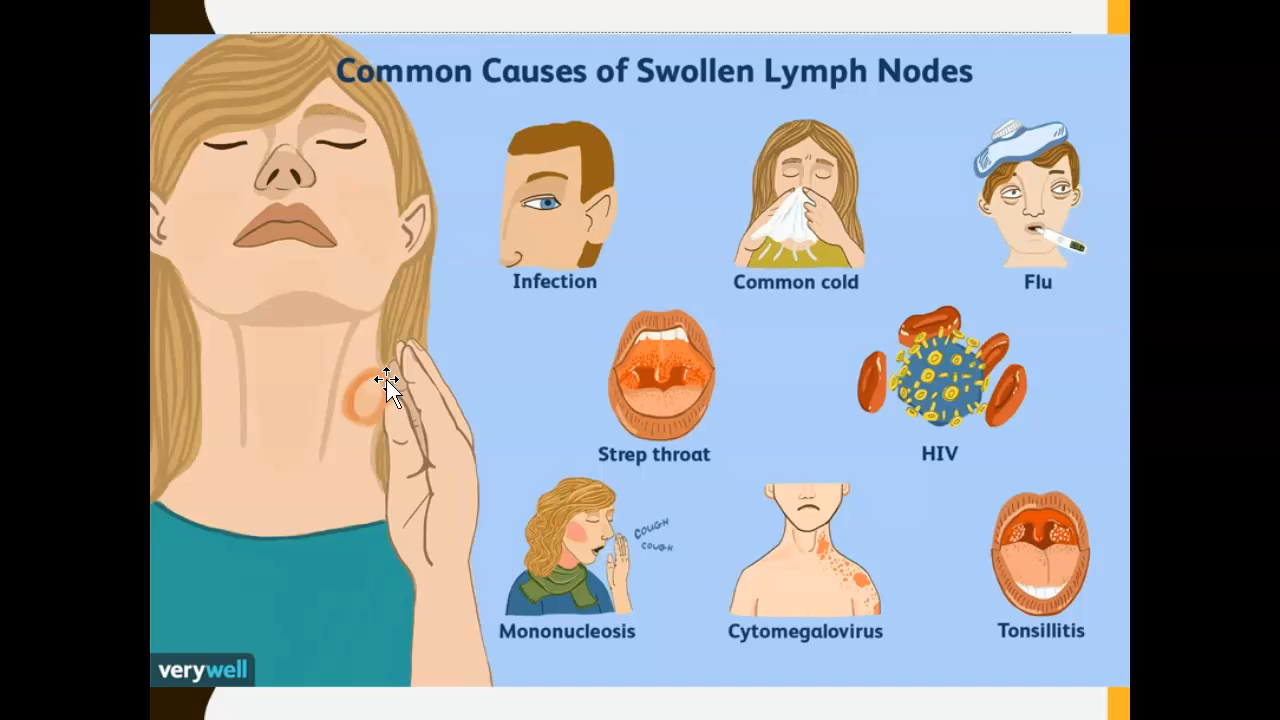 Common Causes of Swollen Lymph Nodes
Infection
Common cold
Flu
Strep throat
HIV
COUGH
COUGH
Mononucleosis
Cytomegalovirus
Tonsillitis
verywell